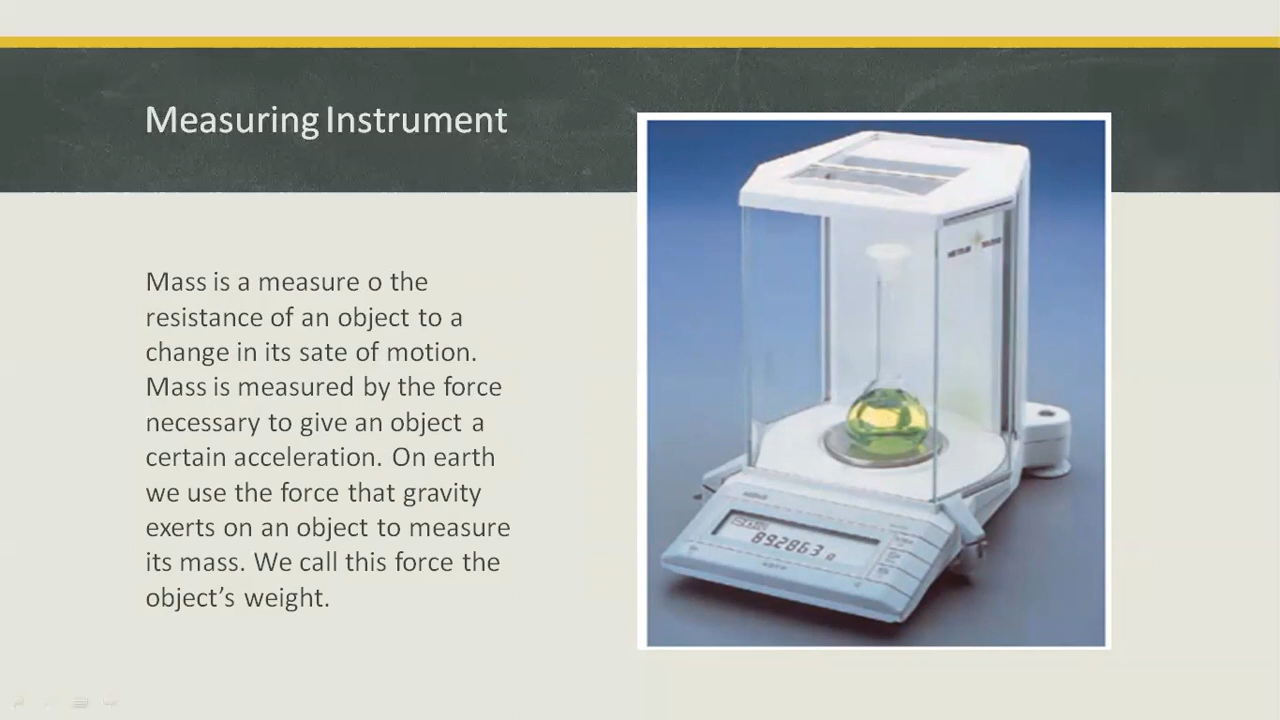 Measuring Instrument
Mass is a measure o the
resistance of an object to a
change in its sate of motion.
Mass is measured by the force
necessary to give an object a
certain acceleration. On earth
we use the force that gravity
exerts on an object to measure
its mass. We call this force the
object’s weight.
89.2863 g